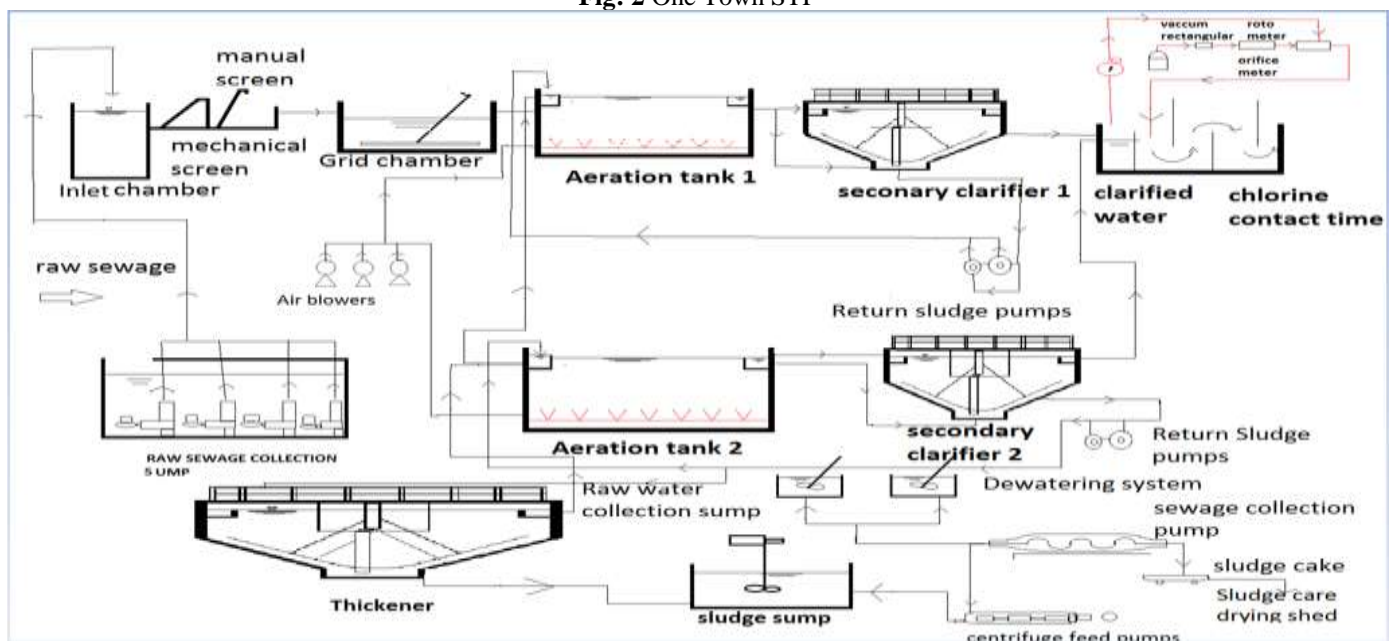 Fig: 2 One Town STP
vaccum
rectangular
roto
meter
orifice
meter
manual
screen
mechanical
screen
Grid chamber
Inlet chamber
Aeration tank 1
seconary clarifier 1
clarified
water
chlorine
contact time
raw sewage
Air blowers
Return sludge pumps
RAW SEWAGE COLLECTION
SUMP
Aeration tank 2
secondary
clarifier 2
Return Sludge
pumps
Raw water
collection sump
Dewatering system
sewage collection
pump
sludge cake
Sludge care
drying shed
Thickener
sludge sump
centrifuge feed pumps